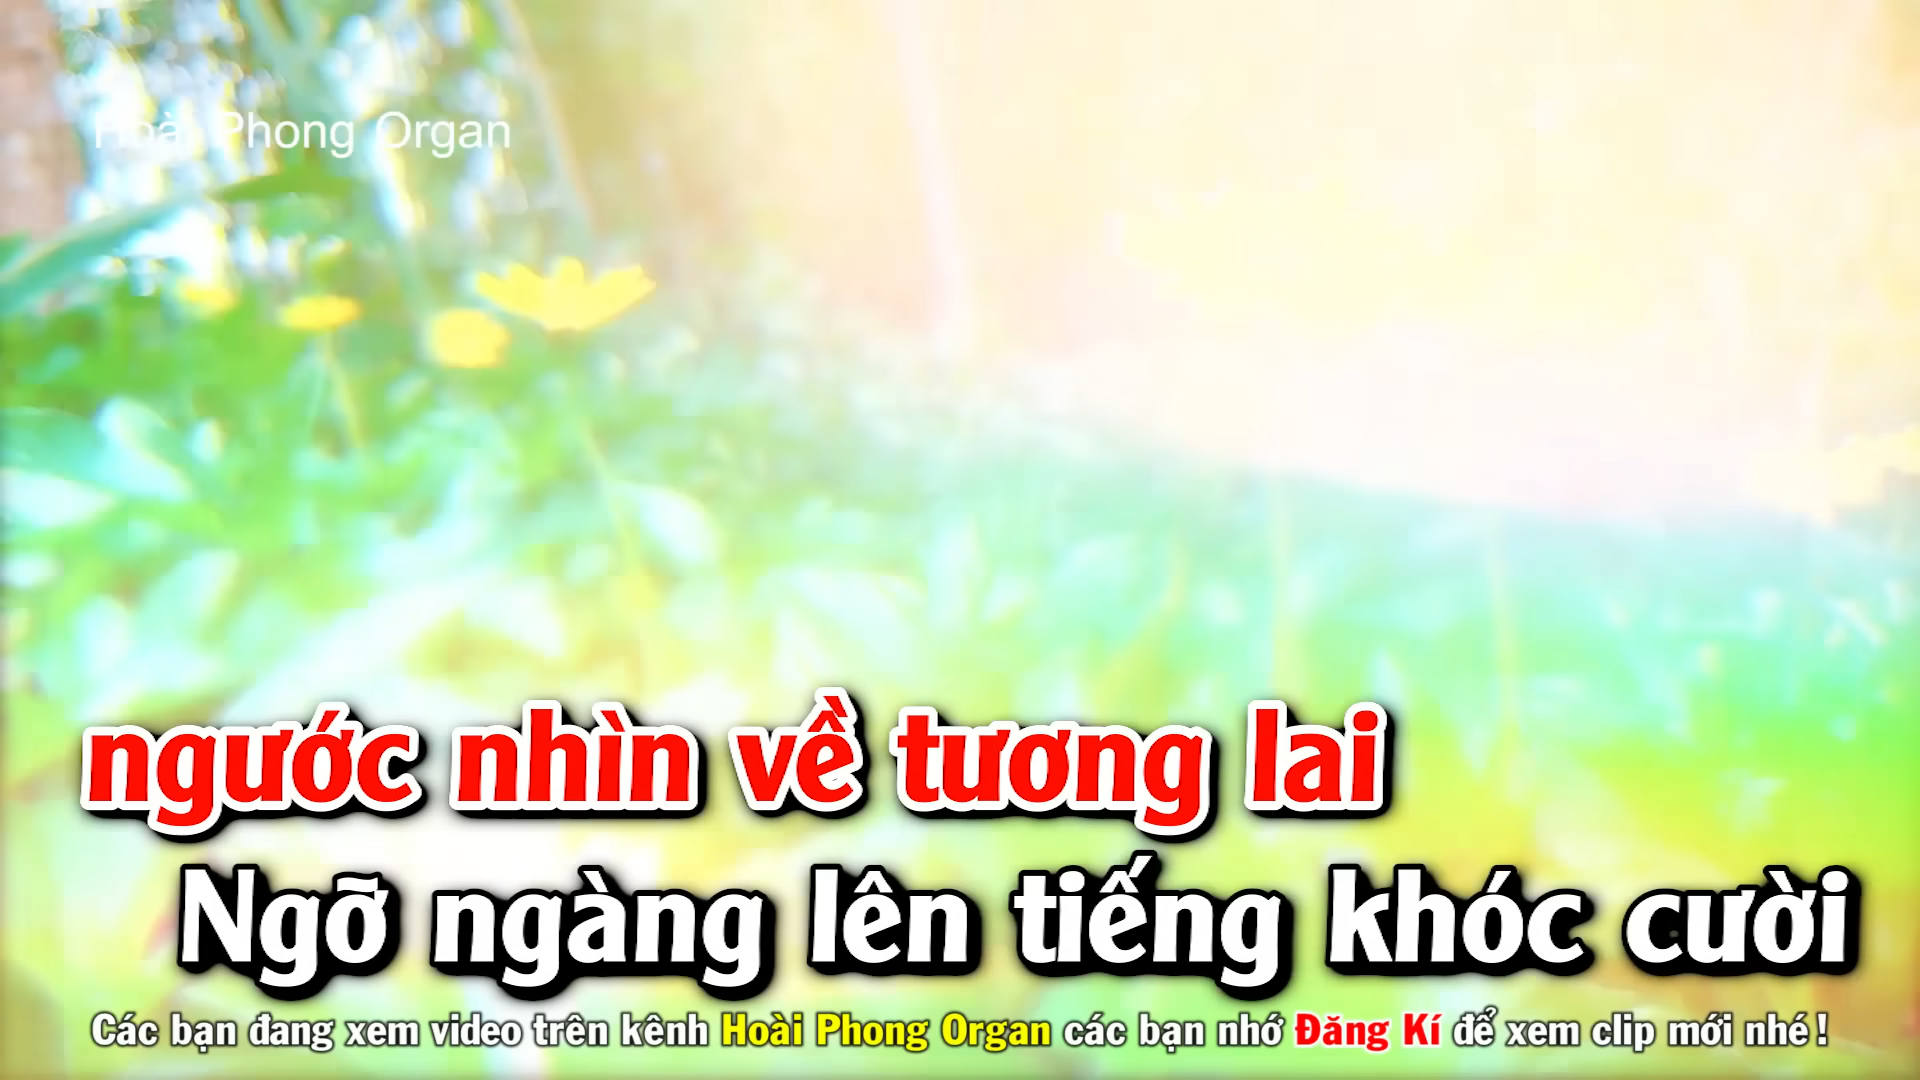 Hoài Phong Organ
ngước nhìn về tương lai
Ngỡ ngàng lên tiếng khóc cười
Các bạn đang xem video trên kênh Hoài Phong Organ các bạn nhớ Đăng Kí để xem clip mới nhé !